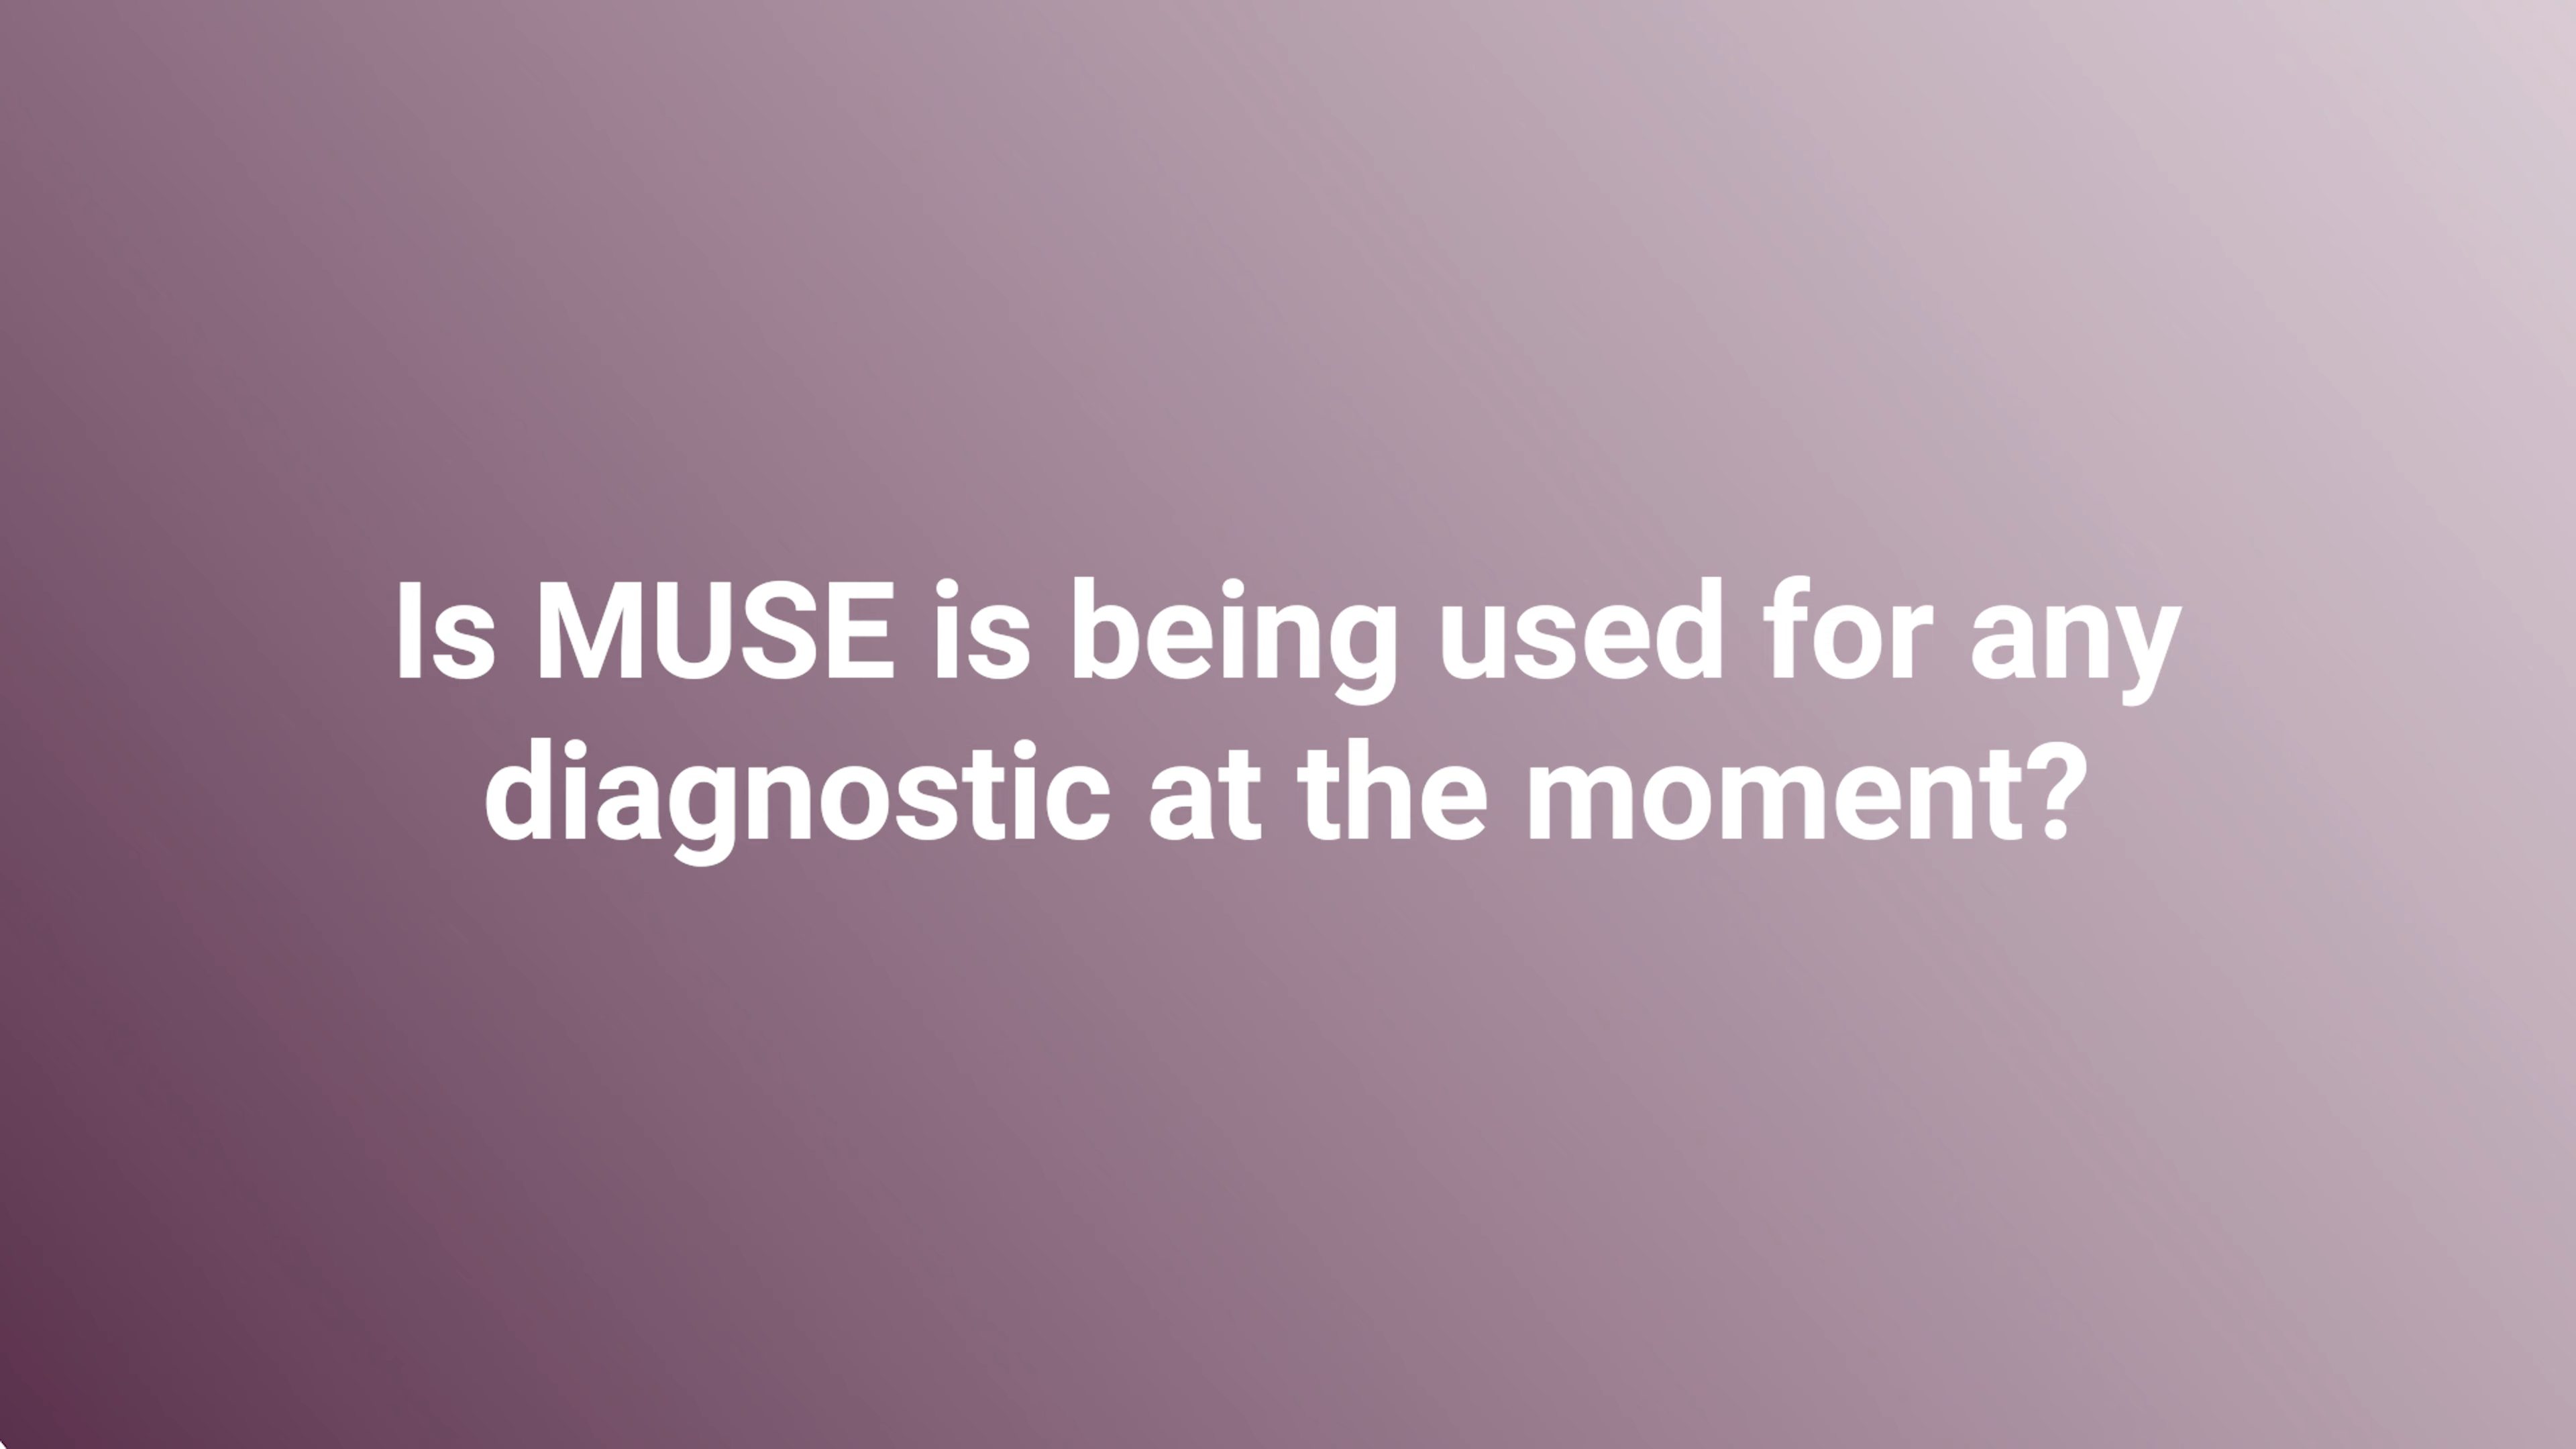 Is MUSE is being used for any
diagnostic at the moment?